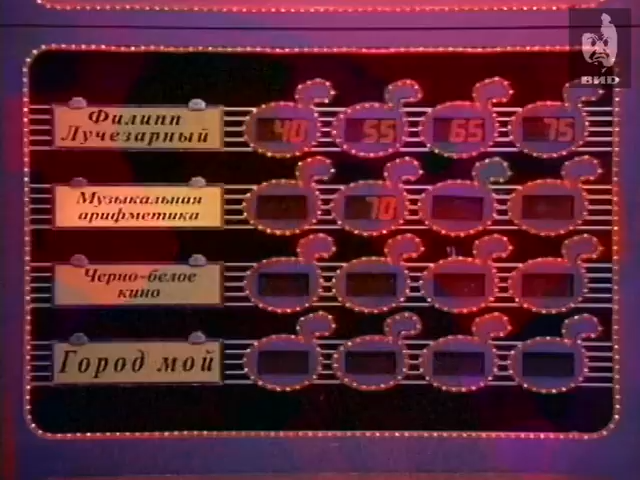 ВИD
Филипп
Лучезарный
40 55 65 75
Музыкальная
арифметика
70
Черно-белое
кино
Город мой